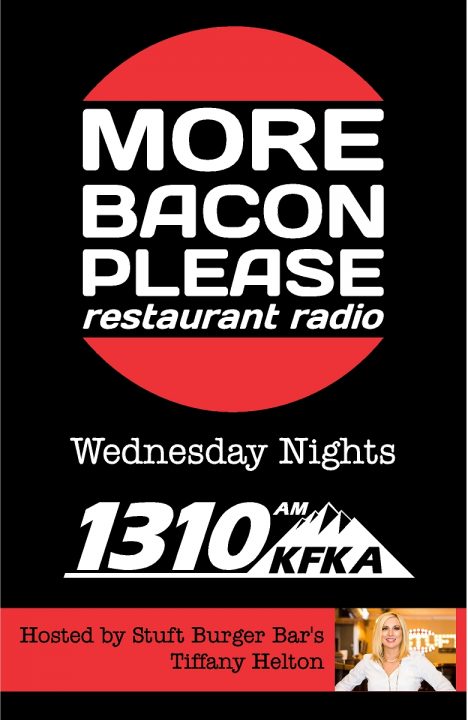 MORE
BACON
PLEASE
restaurant radio
Wednesday Nights
1310 AM
KFKA
Hosted by Stuft Burger Bar's
Tiffany Helton